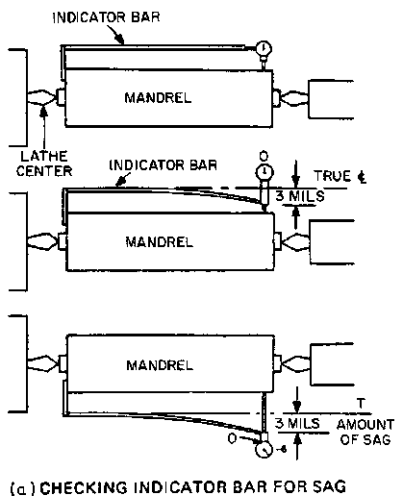 INDICATOR BAR
MANDREL
LATHE
CENTER
INDICATOR BAR
0
TRUE ℄
3 MILS
MANDREL
MANDREL
T
3 MILS
AMOUNT
OF SAG
0
-6
(a) CHECKING INDICATOR BAR FOR SAG